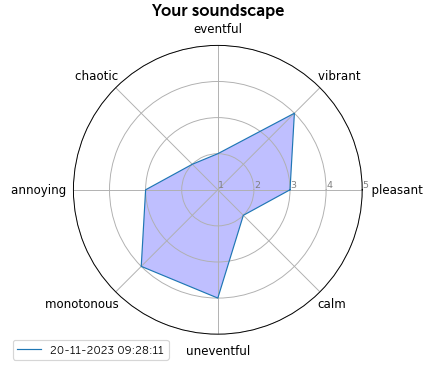 Your soundscape
eventful
chaotic
vibrant
annoying
1 2 3 4 5
pleasant
monotonous
calm
uneventful
20-11-2023 09:28:11